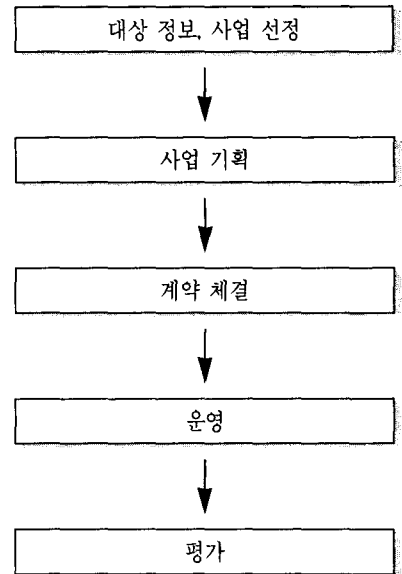 대상 정보, 사업 선정
사업 기획
계약 체결
운영
평가